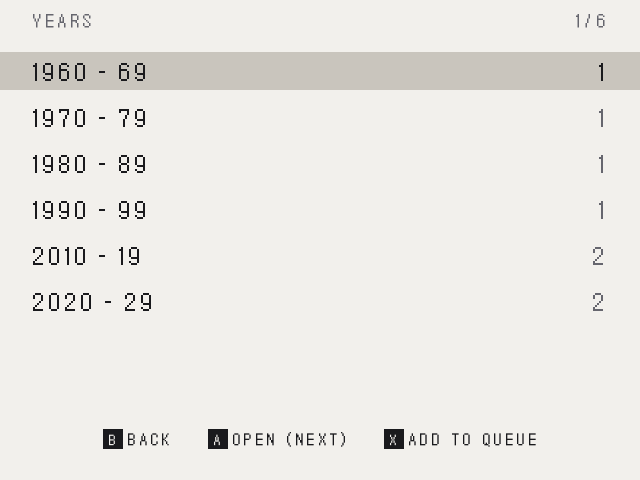 YEARS 1/6
1960 - 69 1
1970 - 79 1
1980 - 89 1
1990 - 99 1
2010 - 19 2
2020 - 29 2
B BACK A OPEN (NEXT) X ADD TO QUEUE